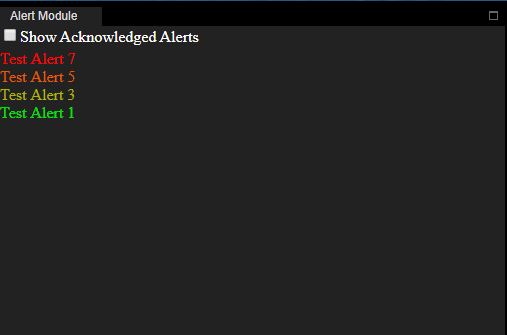 Alert Module
Show Acknowledged Alerts
Test Alert 7
Test Alert 5
Test Alert 3
Test Alert 1